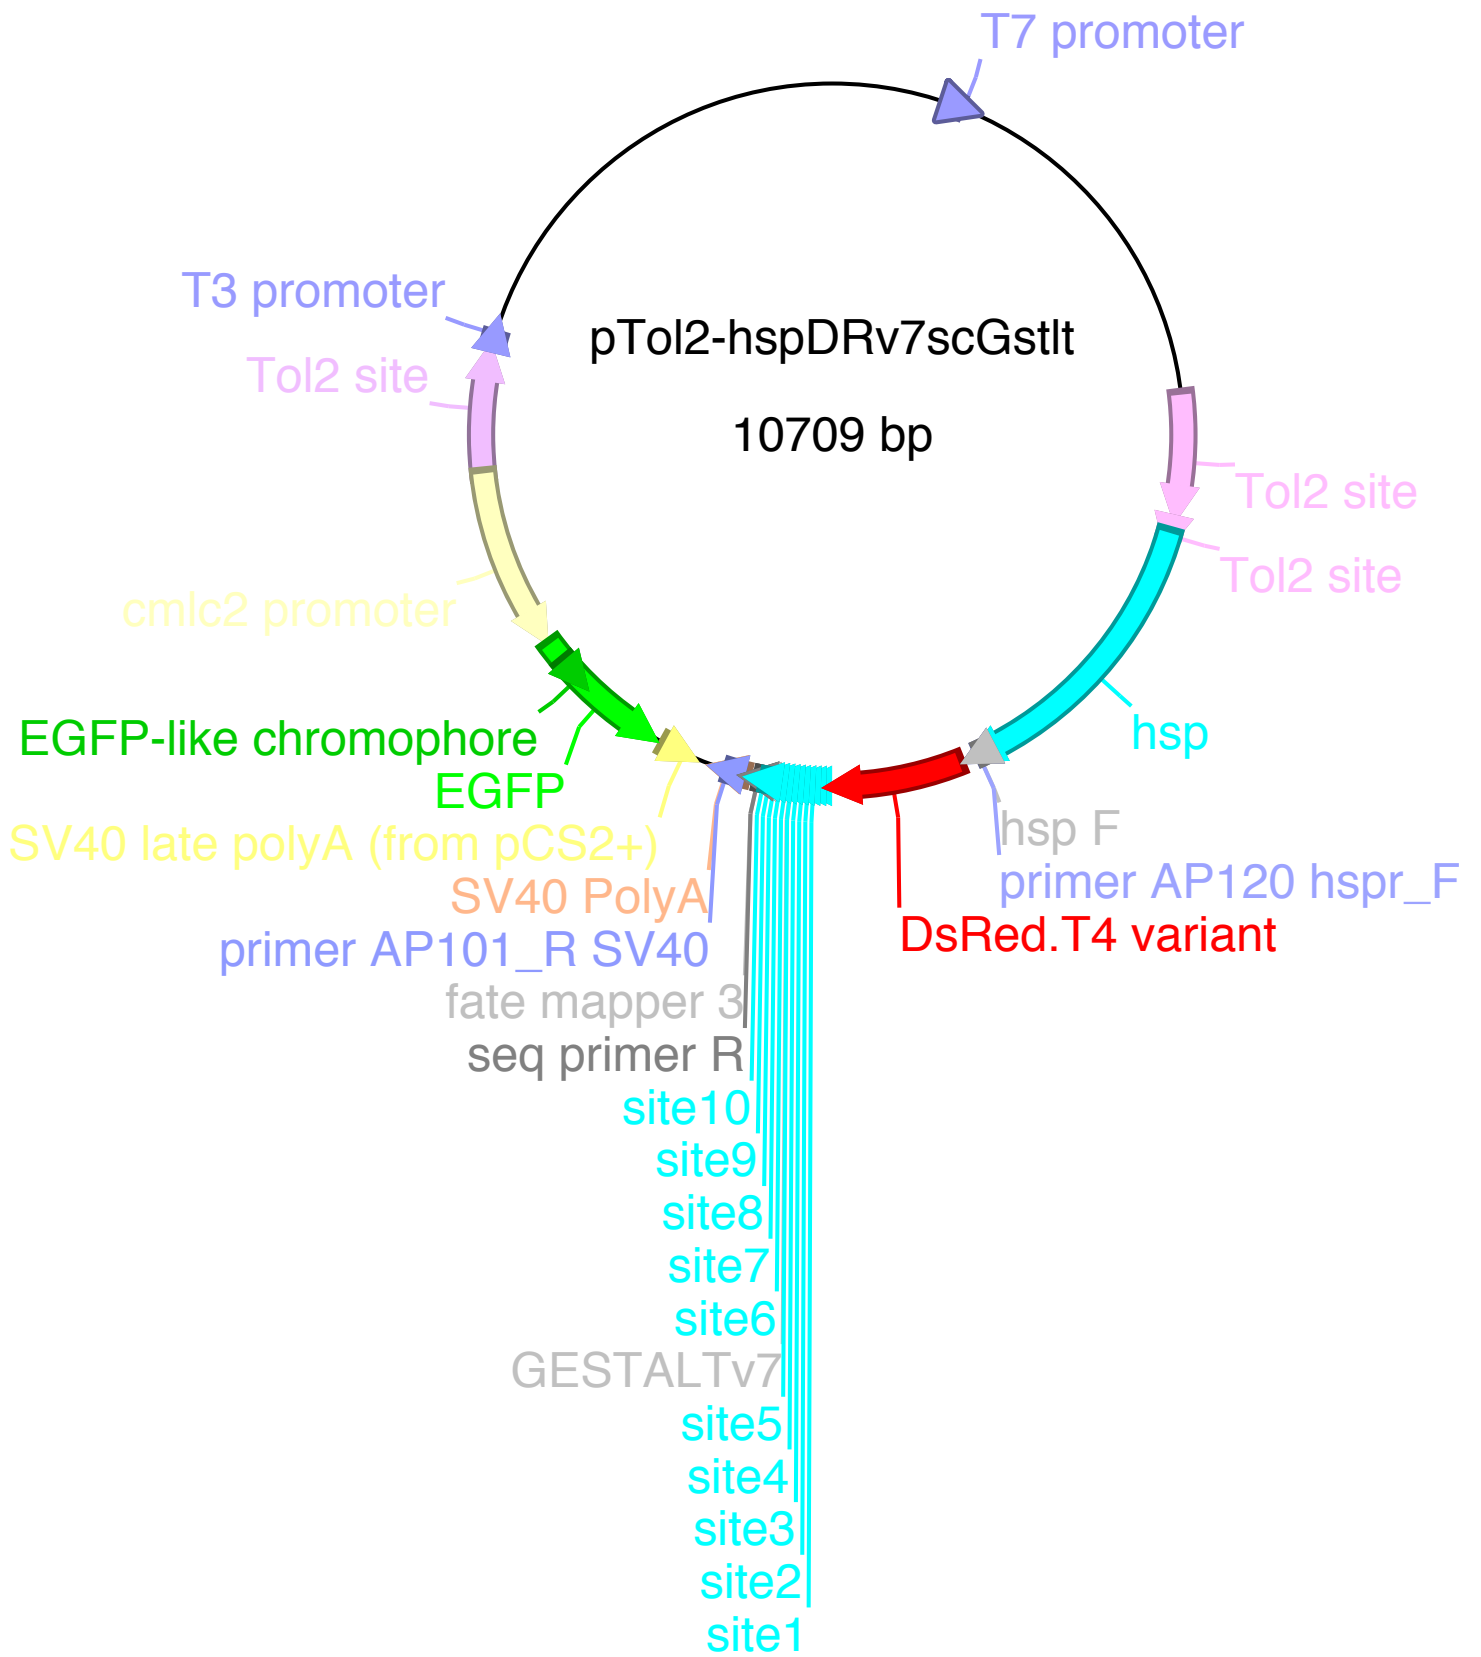 T7 promoter
T3 promoter
pTol2-hspDRv7scGstlt
Tol2 site
10709 bp
Tol2 site
Tol2 site
cmlc2 promoter
hsp
EGFP-like chromophore
EGFP
hsp F
SV40 late polyA (from pCS2+)
primer AP120 hspr_F
SV40 PolyA
DsRed.T4 variant
primer AP101_R SV40
fate mapper 3
seq primer R
site10
site9
site8
site7
site6
GESTALTv7
site5
site4
site3
site2
site1